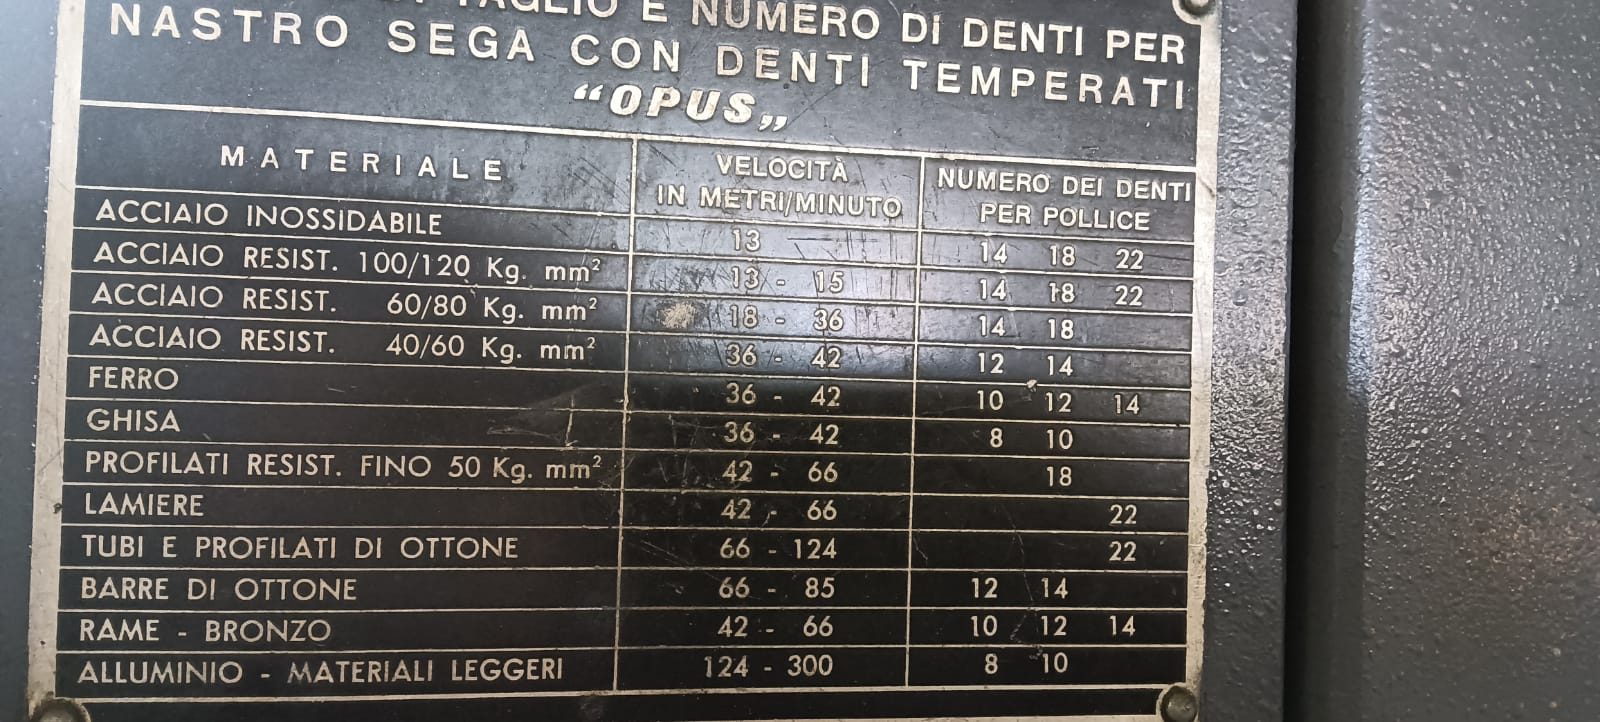 TAGLIO E NUMERO DI DENTI PER
NASTRO SEGA CON DENTI TEMPERATI
“OPUS„
MATERIALE VELOCITÀ IN METRI/MINUTO NUMERO DEI DENTI PER POLLICE
ACCIAIO INOSSIDABILE 13 14 18 22
ACCIAIO RESIST. 100/120 Kg. mm² 13 - 15 14 18 22
ACCIAIO RESIST. 60/80 Kg. mm² 18 - 36 14 18
ACCIAIO RESIST. 40/60 Kg. mm² 36 - 42 12 14
FERRO 36 - 42 10 12 14
GHISA 36 - 42 8 10
PROFILATI RESIST. FINO 50 Kg. mm² 42 - 66 18
LAMIERE 42 - 66 22
TUBI E PROFILATI DI OTTONE 66 - 124 22
BARRE DI OTTONE 66 - 85 12 14
RAME - BRONZO 42 - 66 10 12 14
ALLUMINIO - MATERIALI LEGGERI 124 - 300 8 10